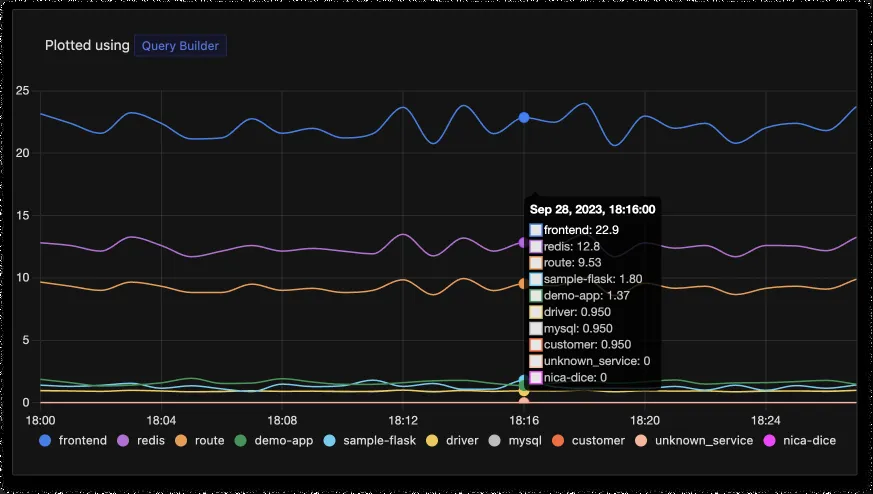 Plotted using Query Builder
25
20
15
10
5
0
Sep 28, 2023, 18:16:00
frontend: 22.9
redis: 12.8
route: 9.53
sample-flask: 1.80
demo-app: 1.37
driver: 0.950
mysql: 0.950
customer: 0.950
unknown_service: 0
nica-dice: 0
18:00 18:04 18:08 18:12 18:16 18:20 18:24
frontend redis route demo-app sample-flask driver mysql customer unknown_service nica-dice